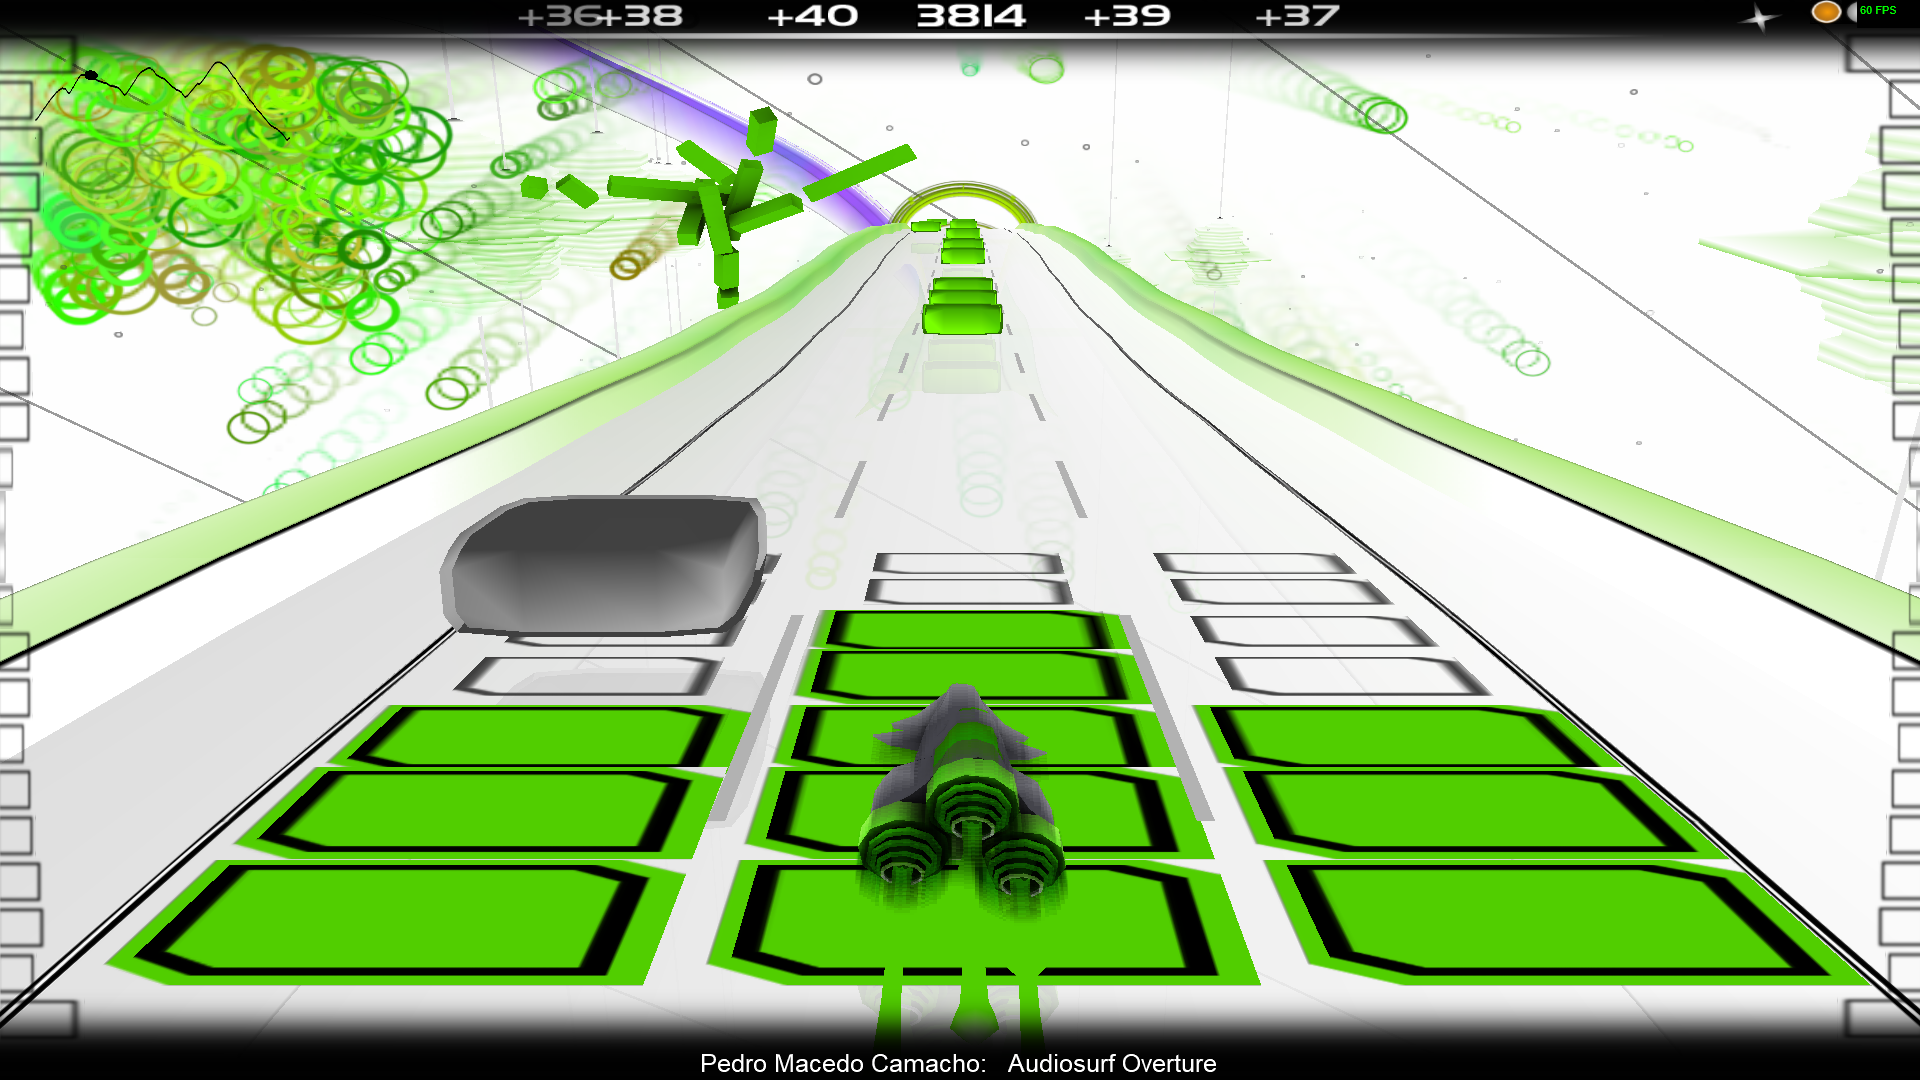 +36 +38 +40 3814 +39 +37
60 FPS
Pedro Macedo Camacho: Audiosurf Overture